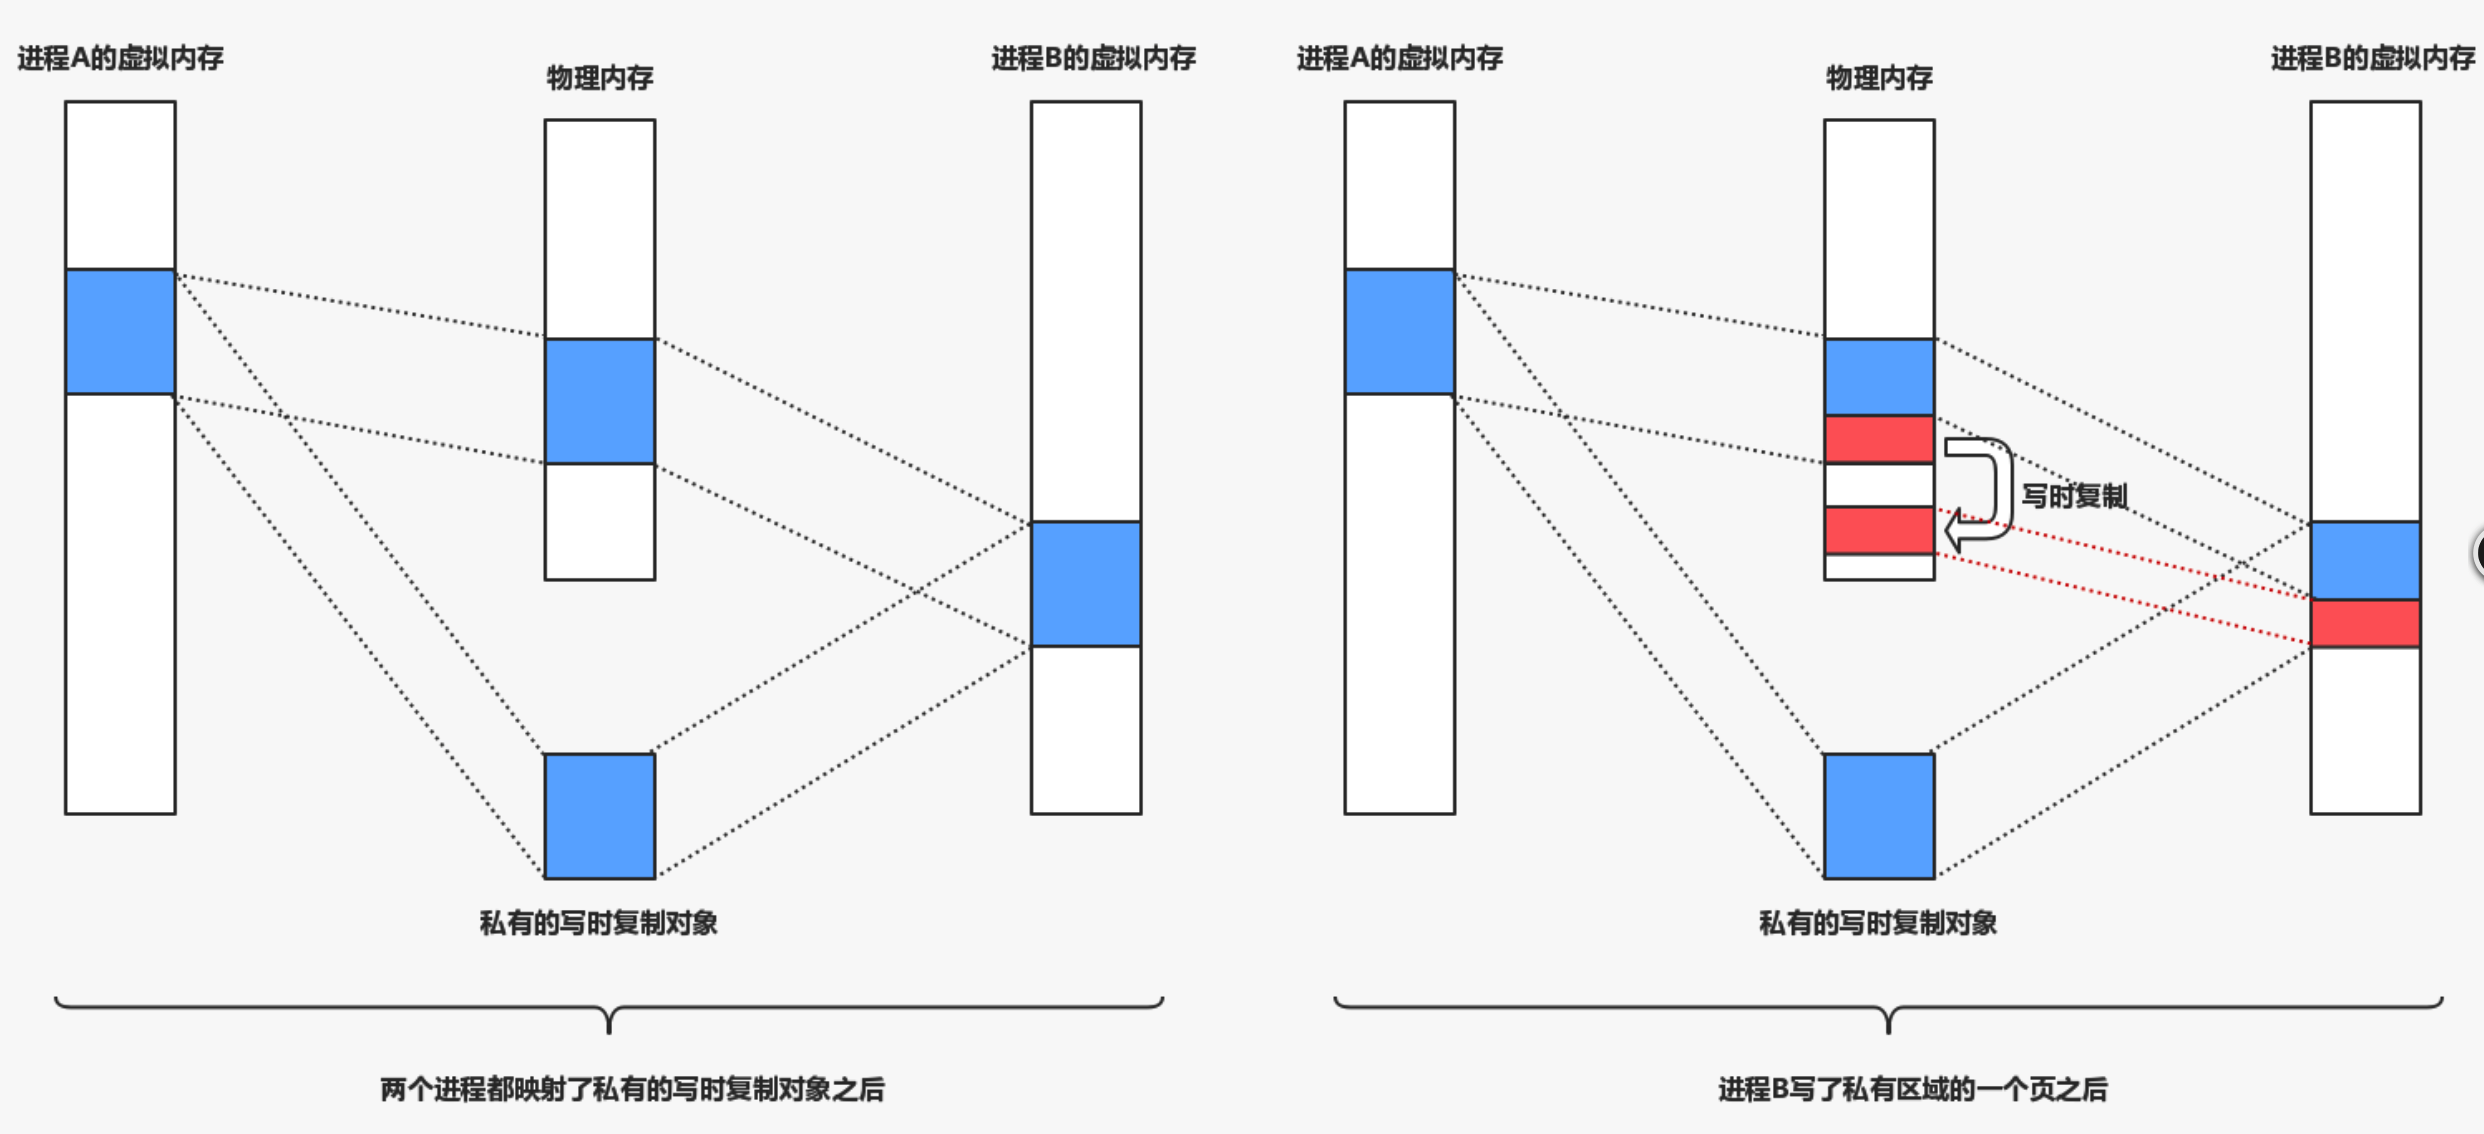 进程A的虚拟内存
物理内存
进程B的虚拟内存
私有的写时复制对象
两个进程都映射了私有的写时复制对象之后
进程A的虚拟内存
物理内存
进程B的虚拟内存
写时复制
私有的写时复制对象
进程B写了私有区域的一个页之后